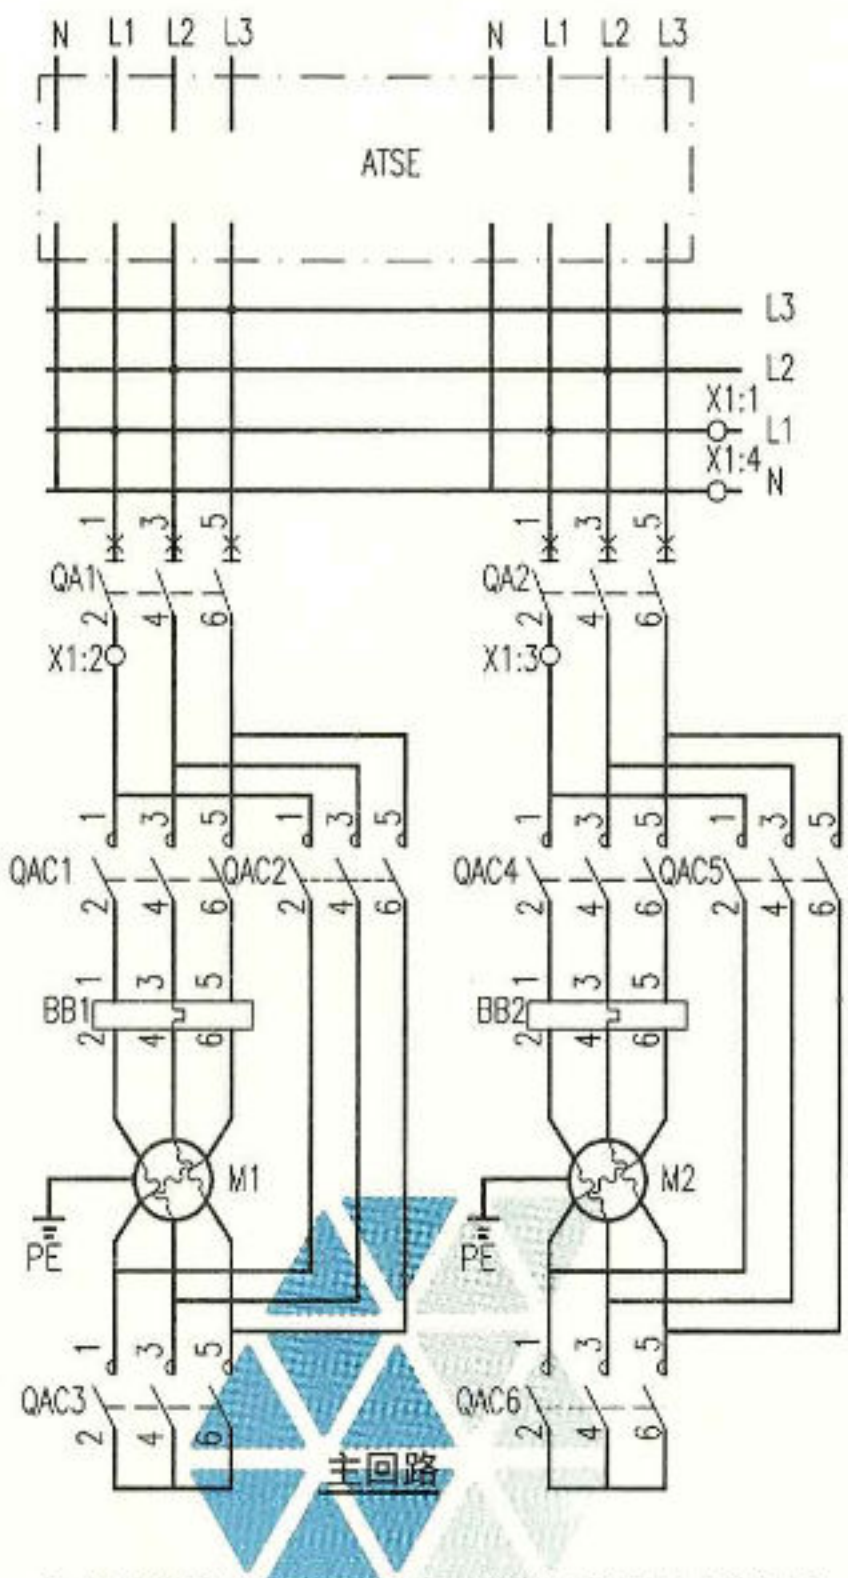 N L1 L2 L3 N L1 L2 L3
ATSE
L3
L2
X1:1
L1
X1:4
N
1 3 5 1 3 5
QA1 QA2
2 4 6 2 4 6
X1:2 X1:3
1 3 5 1 3 5 1 3 5 1 3 5
QAC1 QAC2 QAC4 QAC5
2 4 6 2 4 6 2 4 6 2 4 6
1 3 5 1 3 5
BB1 BB2
2 4 6 2 4 6
M1 M2
PE PE
1 3 5 1 3 5
QAC3 QAC6
2 4 6 2 4 6
主回路